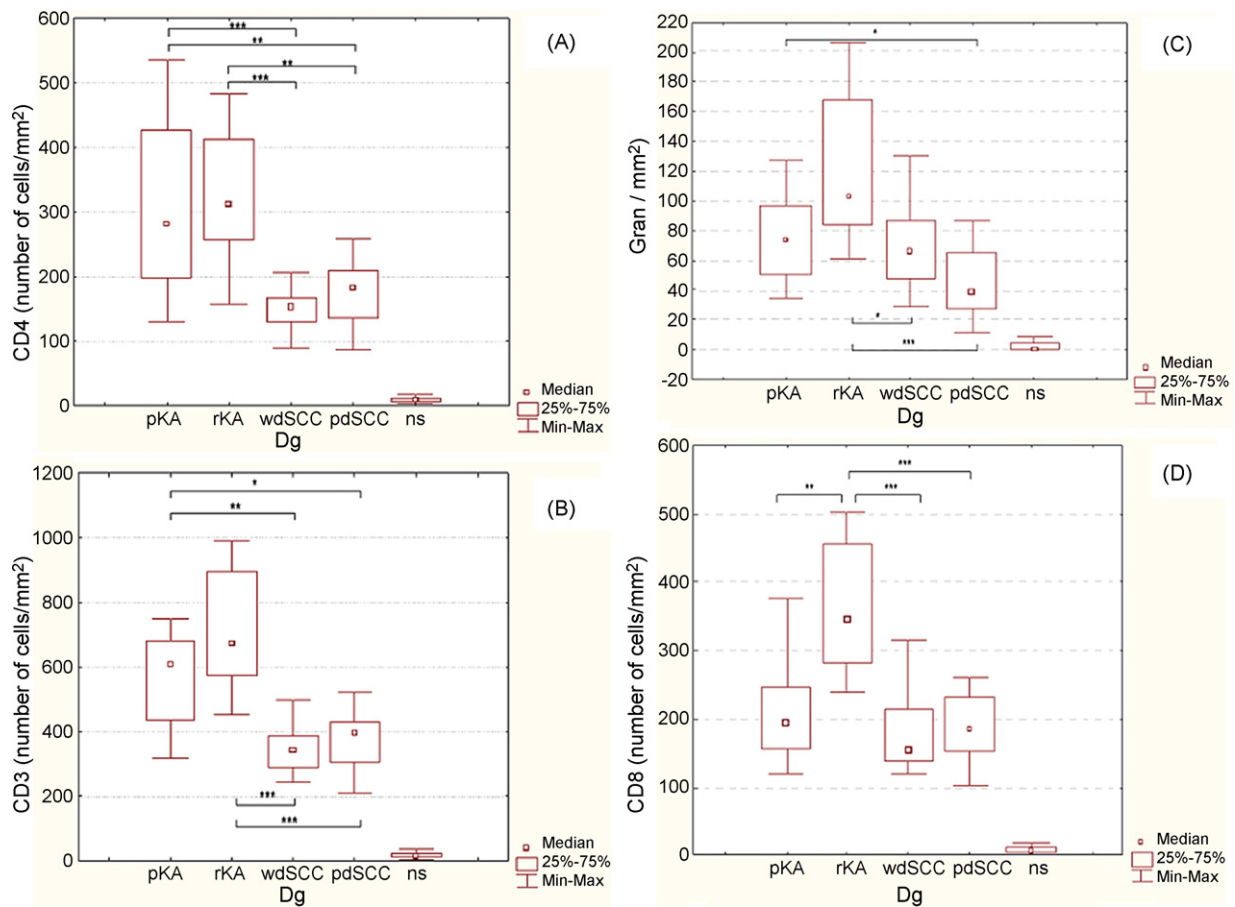 (A)
CD4 (number of cells/mm²)
600
500
400
300
200
100
0
***
**
**
***
pKA rKA wdSCC pdSCC ns
Dg
Median
25%-75%
Min-Max
(C)
Gran / mm²
220
200
180
160
140
120
100
80
60
40
20
0
-20
*
*
***
pKA rKA wdSCC pdSCC ns
Dg
Median
25%-75%
Min-Max
(B)
CD3 (number of cells/mm²)
1200
1000
800
600
400
200
0
*
**
***
***
pKA rKA wdSCC pdSCC ns
Dg
Median
25%-75%
Min-Max
(D)
CD8 (number of cells/mm²)
600
500
400
300
200
100
0
***
**
***
pKA rKA wdSCC pdSCC ns
Dg
Median
25%-75%
Min-Max